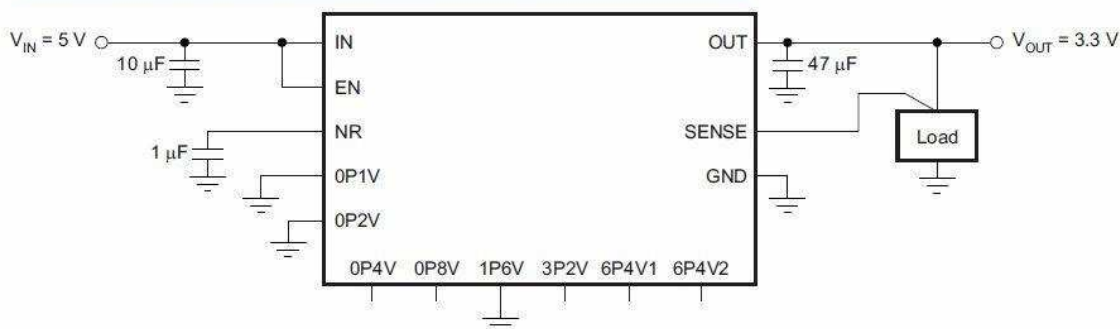 V_IN = 5 V
10 µF
1 µF
IN
EN
NR
0P1V
0P2V
0P4V
0P8V
1P6V
3P2V
6P4V1
6P4V2
OUT
SENSE
GND
47 µF
V_OUT = 3.3 V
Load